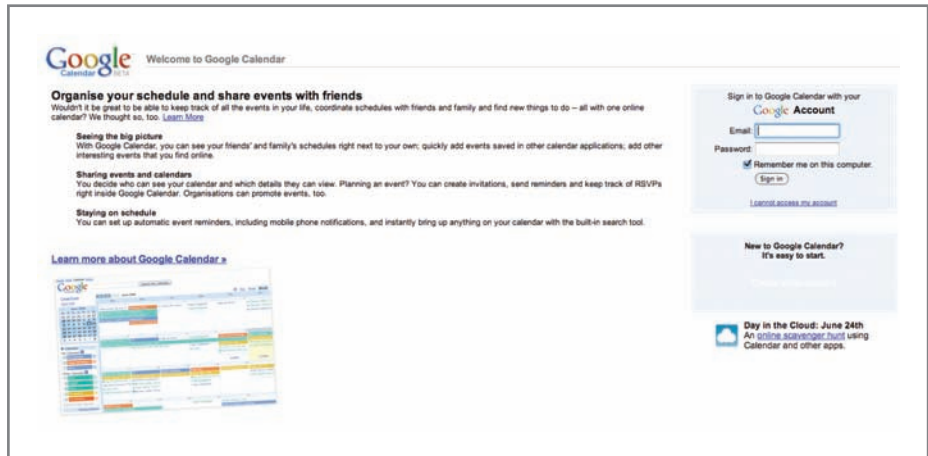 Google
Calendar BETA
Welcome to Google Calendar
Organise your schedule and share events with friends
Wouldn't it be great to be able to keep track of all the events in your life, coordinate schedules with friends and family and find new things to do – all with one online
calendar? We thought so, too. Learn More
Seeing the big picture
With Google Calendar, you can see your friends' and family's schedules right next to your own; quickly add events saved in other calendar applications; add other
interesting events that you find online.
Sharing events and calendars
You decide who can see your calendar and which details they can view. Planning an event? You can create invitations, send reminders and keep track of RSVPs
right inside Google Calendar. Organisations can promote events, too.
Staying on schedule
You can set up automatic event reminders, including mobile phone notifications, and instantly bring up anything on your calendar with the built-in search tool.
Learn more about Google Calendar »
Google
Sign in to Google Calendar with your
Google Account
Email:
Password:
Remember me on this computer.
Sign in
I cannot access my account
New to Google Calendar?
It's easy to start.
Day in the Cloud: June 24th
An online scavenger hunt using
Calendar and other apps.